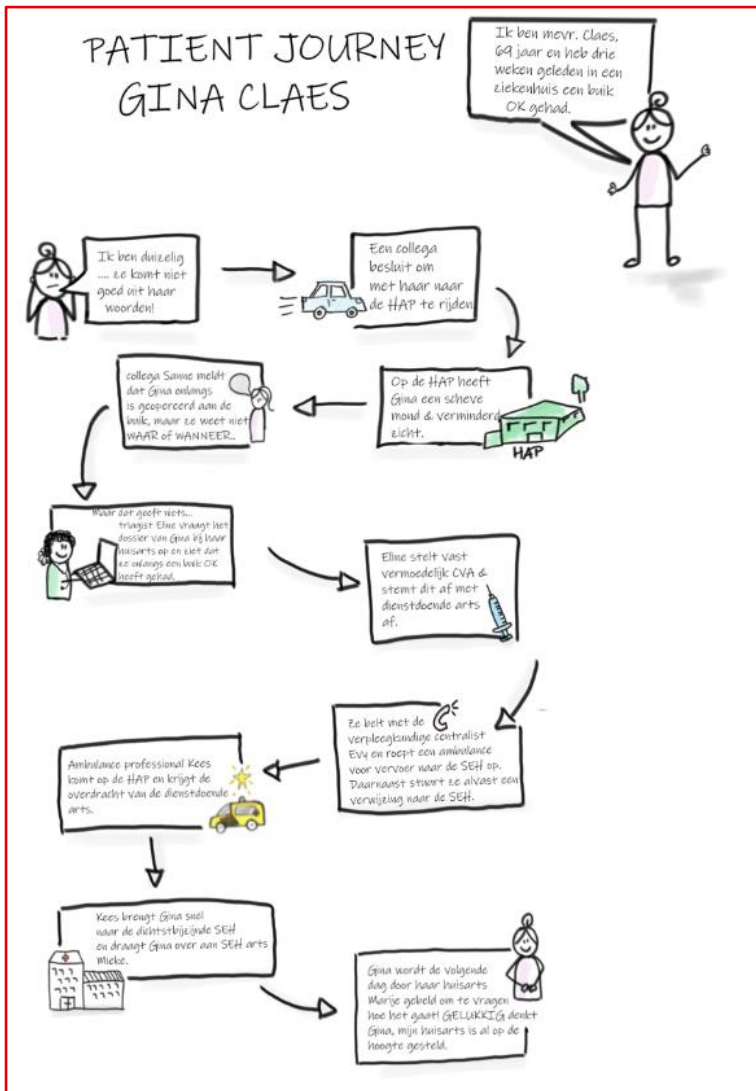 PATIENT JOURNEY
GINA CLAES
Ik ben mevr. Claes,
69 jaar en heb drie
weken geleden in een
ziekenhuis een buik
OK gehad.
Ik ben duizelig
.... ze komt niet
goed uit haar
woorden!
Een collega
besluit om
met haar naar
de HAP te rijden
Op de HAP heeft
Gina een scheve
mond & verminderd
zicht.
HAP
collega Sanne meldt
dat Gina onlangs
is geopereerd aan de
buik, maar ze weet niet
WAAR of WANNEER..
Maar dat geeft niets...
triagist Eline vraagt het
dossier van Gina bij haar
huisarts op en ziet dat
ze onlangs een buik OK
heeft gehad.
Eline stelt vast
vermoedelijk CVA &
stemt dit af met
dienstdoende arts
af.
Ze belt met de
verpleegkundige centralist
Evy en roept een ambulance
voor vervoer naar de SEH op.
Daarnaast stuurt ze alvast een
verwijzing naar de SEH.
Ambulance professional Kees
komt op de HAP en krijgt de
overdracht van de dienstdoende
arts.
Kees brengt Gina snel
naar de dichtstbijzijnde SEH
en draagt Gina over aan SEH arts
Mieke.
Gina wordt de volgende
dag door haar huisarts
Marije gebeld om te vragen
hoe het gaat! GELUKKIG denkt
Gina, mijn huisarts is al op de
hoogte gesteld.